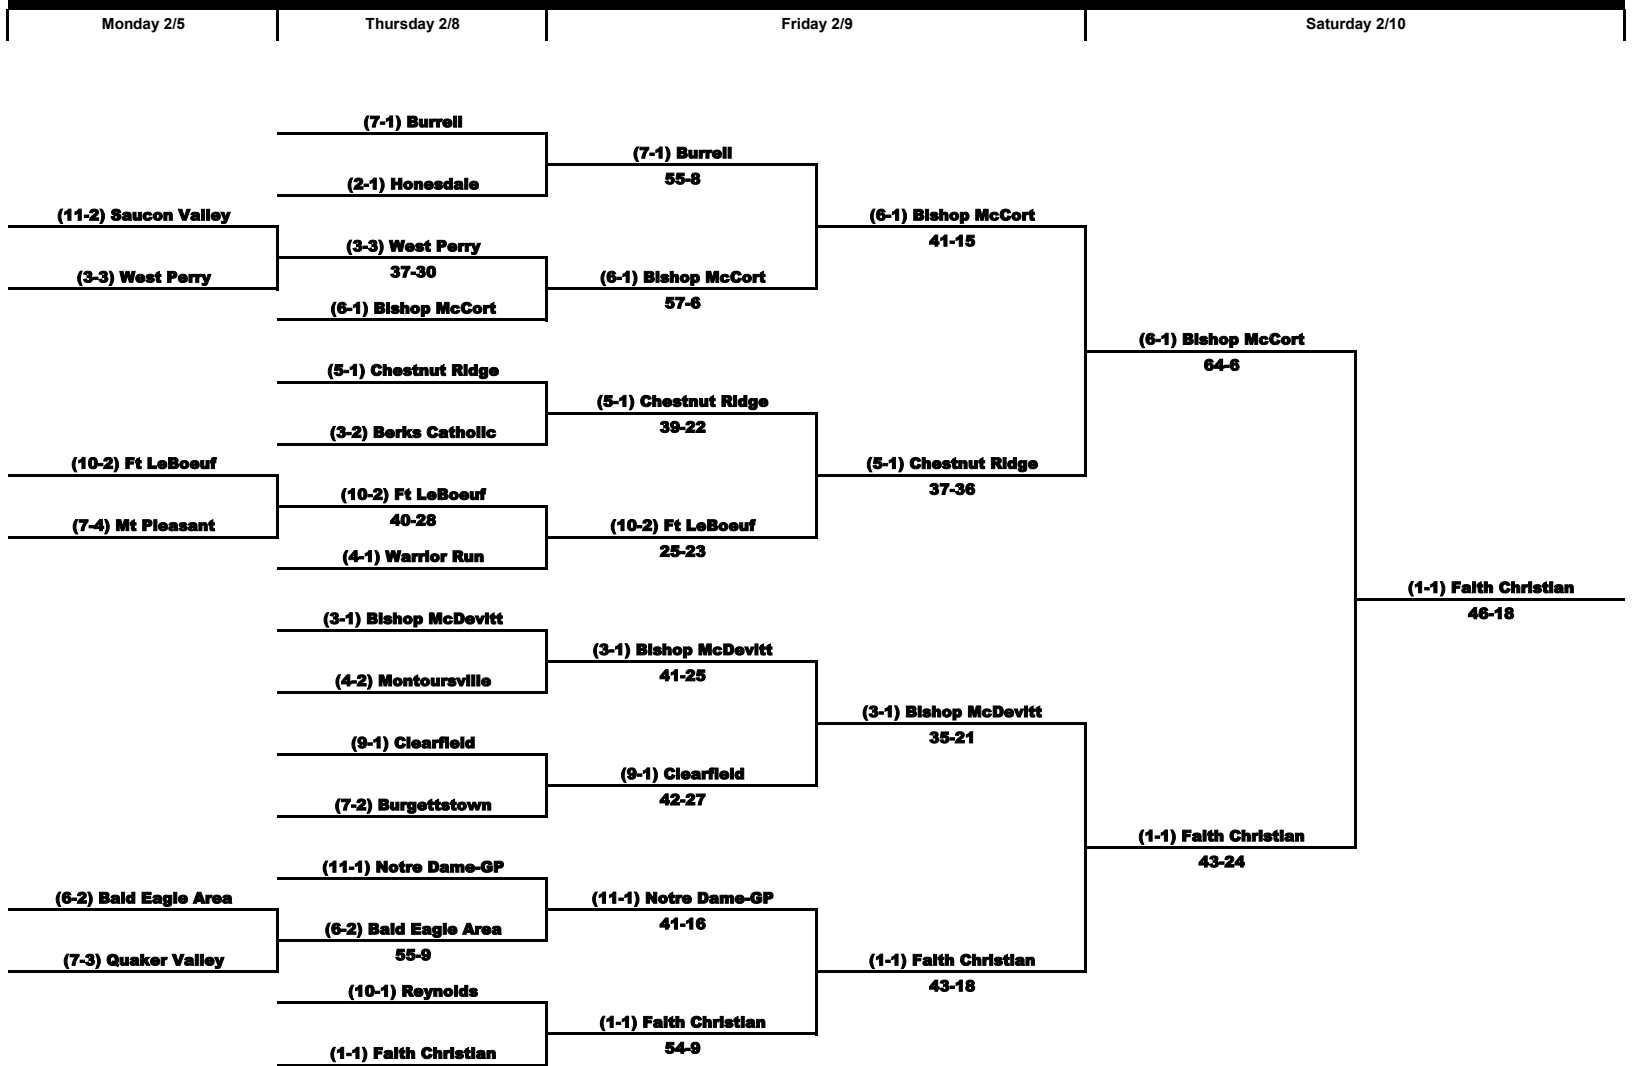 Monday 2/5 Thursday 2/8 Friday 2/9 Saturday 2/10
(7-1) Burrell
(7-1) Burrell
(2-1) Honesdale
55-8
(11-2) Saucon Valley
(6-1) Bishop McCort
(3-3) West Perry
41-15
(3-3) West Perry
37-30
(6-1) Bishop McCort
(6-1) Bishop McCort
57-6
(6-1) Bishop McCort
(5-1) Chestnut Ridge
64-6
(5-1) Chestnut Ridge
(3-2) Berks Catholic
39-22
(10-2) Ft LeBoeuf
(5-1) Chestnut Ridge
(10-2) Ft LeBoeuf
37-36
(7-4) Mt Pleasant
40-28
(10-2) Ft LeBoeuf
(4-1) Warrior Run
25-23
(1-1) Faith Christian
(3-1) Bishop McDevitt
46-18
(3-1) Bishop McDevitt
(4-2) Montoursville
41-25
(3-1) Bishop McDevitt
(9-1) Clearfield
35-21
(9-1) Clearfield
(7-2) Burgettstown
42-27
(1-1) Faith Christian
(11-1) Notre Dame-GP
43-24
(6-2) Bald Eagle Area
(11-1) Notre Dame-GP
(6-2) Bald Eagle Area
41-16
(7-3) Quaker Valley
55-9
(1-1) Faith Christian
(10-1) Reynolds
43-18
(1-1) Faith Christian
(1-1) Faith Christian
54-9